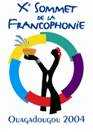 Xᵉ SOMMET
DE LA
FRANCOPHONIE
OUAGADOUGOU 2004